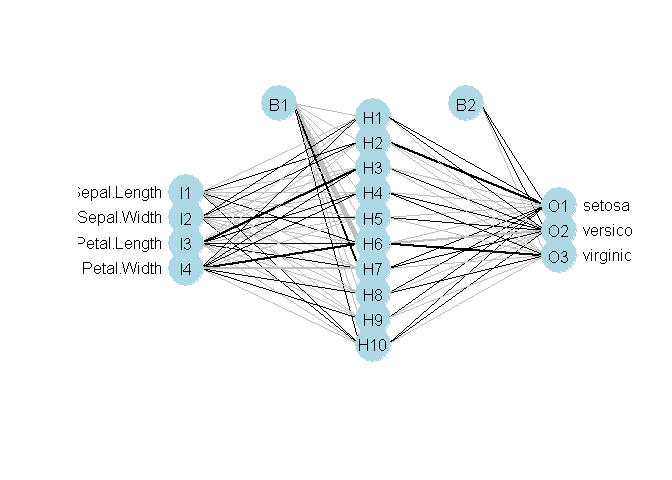 B1
B2
H1
H2
H3
H4
H5
H6
H7
H8
H9
H10
Sepal.Length I1
Sepal.Width I2
Petal.Length I3
Petal.Width I4
O1 setosa
O2 versico
O3 virginic